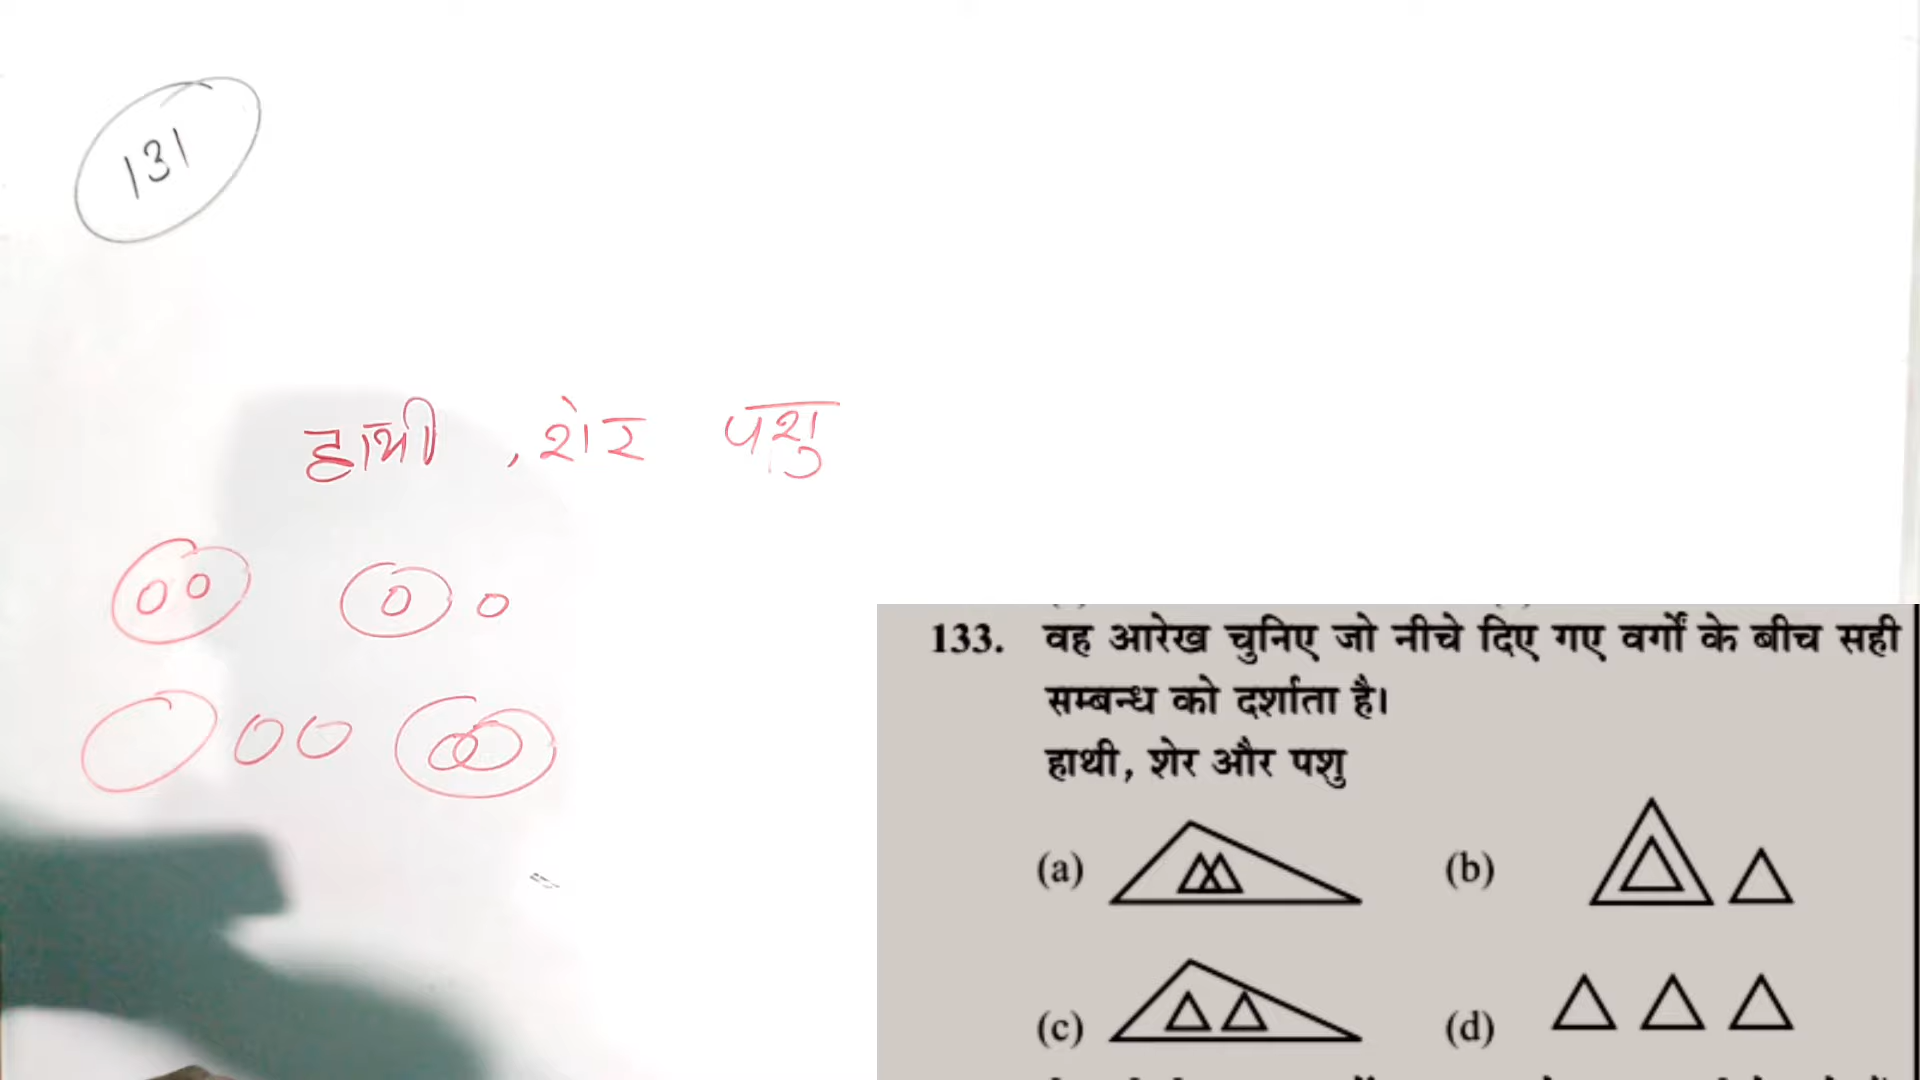 131
हाथी , शेर पशु
133. वह आरेख चुनिए जो नीचे दिए गए वर्गों के बीच सही
सम्बन्ध को दर्शाता है।
हाथी, शेर और पशु
(a) (b)
(c) (d)